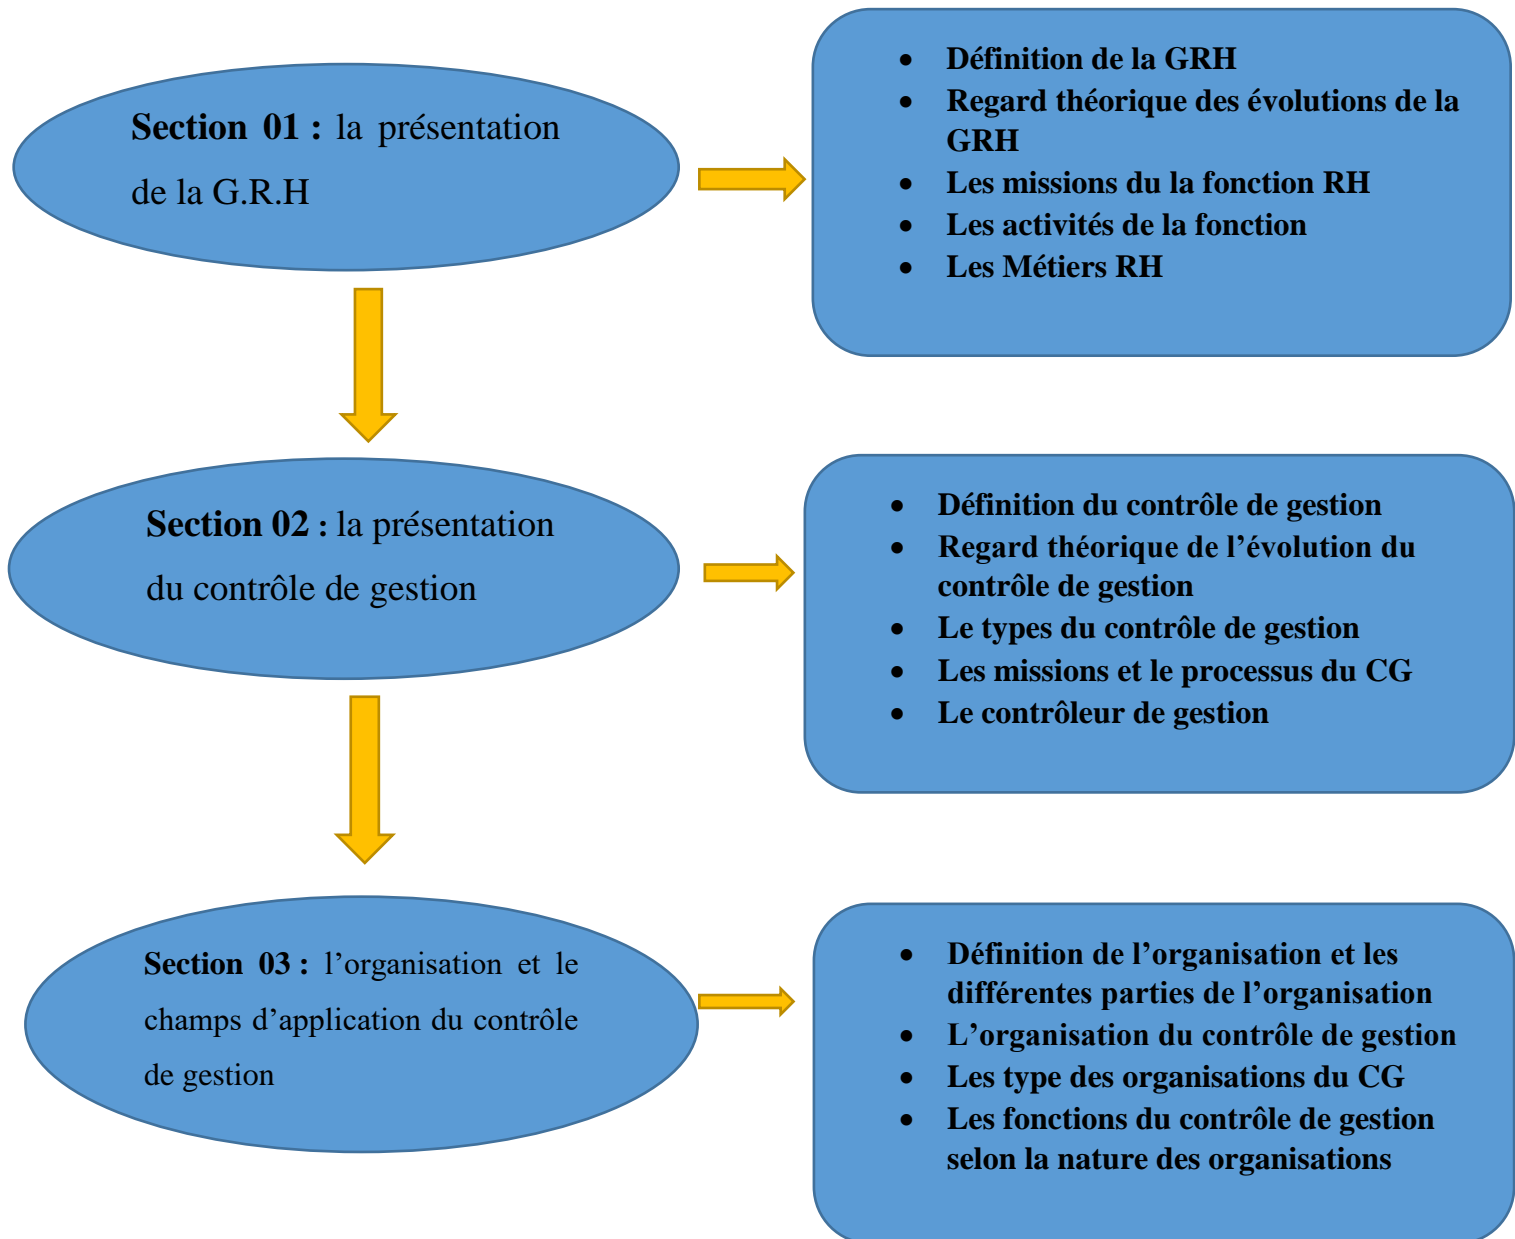 Section 01 : la présentation
de la G.R.H
• Définition de la GRH
• Regard théorique des évolutions de la
GRH
• Les missions du la fonction RH
• Les activités de la fonction
• Les Métiers RH
Section 02 : la présentation
du contrôle de gestion
• Définition du contrôle de gestion
• Regard théorique de l’évolution du
contrôle de gestion
• Le types du contrôle de gestion
• Les missions et le processus du CG
• Le contrôleur de gestion
Section 03 : l’organisation et le
champs d’application du contrôle
de gestion
• Définition de l’organisation et les
différentes parties de l’organisation
• L’organisation du contrôle de gestion
• Les type des organisations du CG
• Les fonctions du contrôle de gestion
selon la nature des organisations